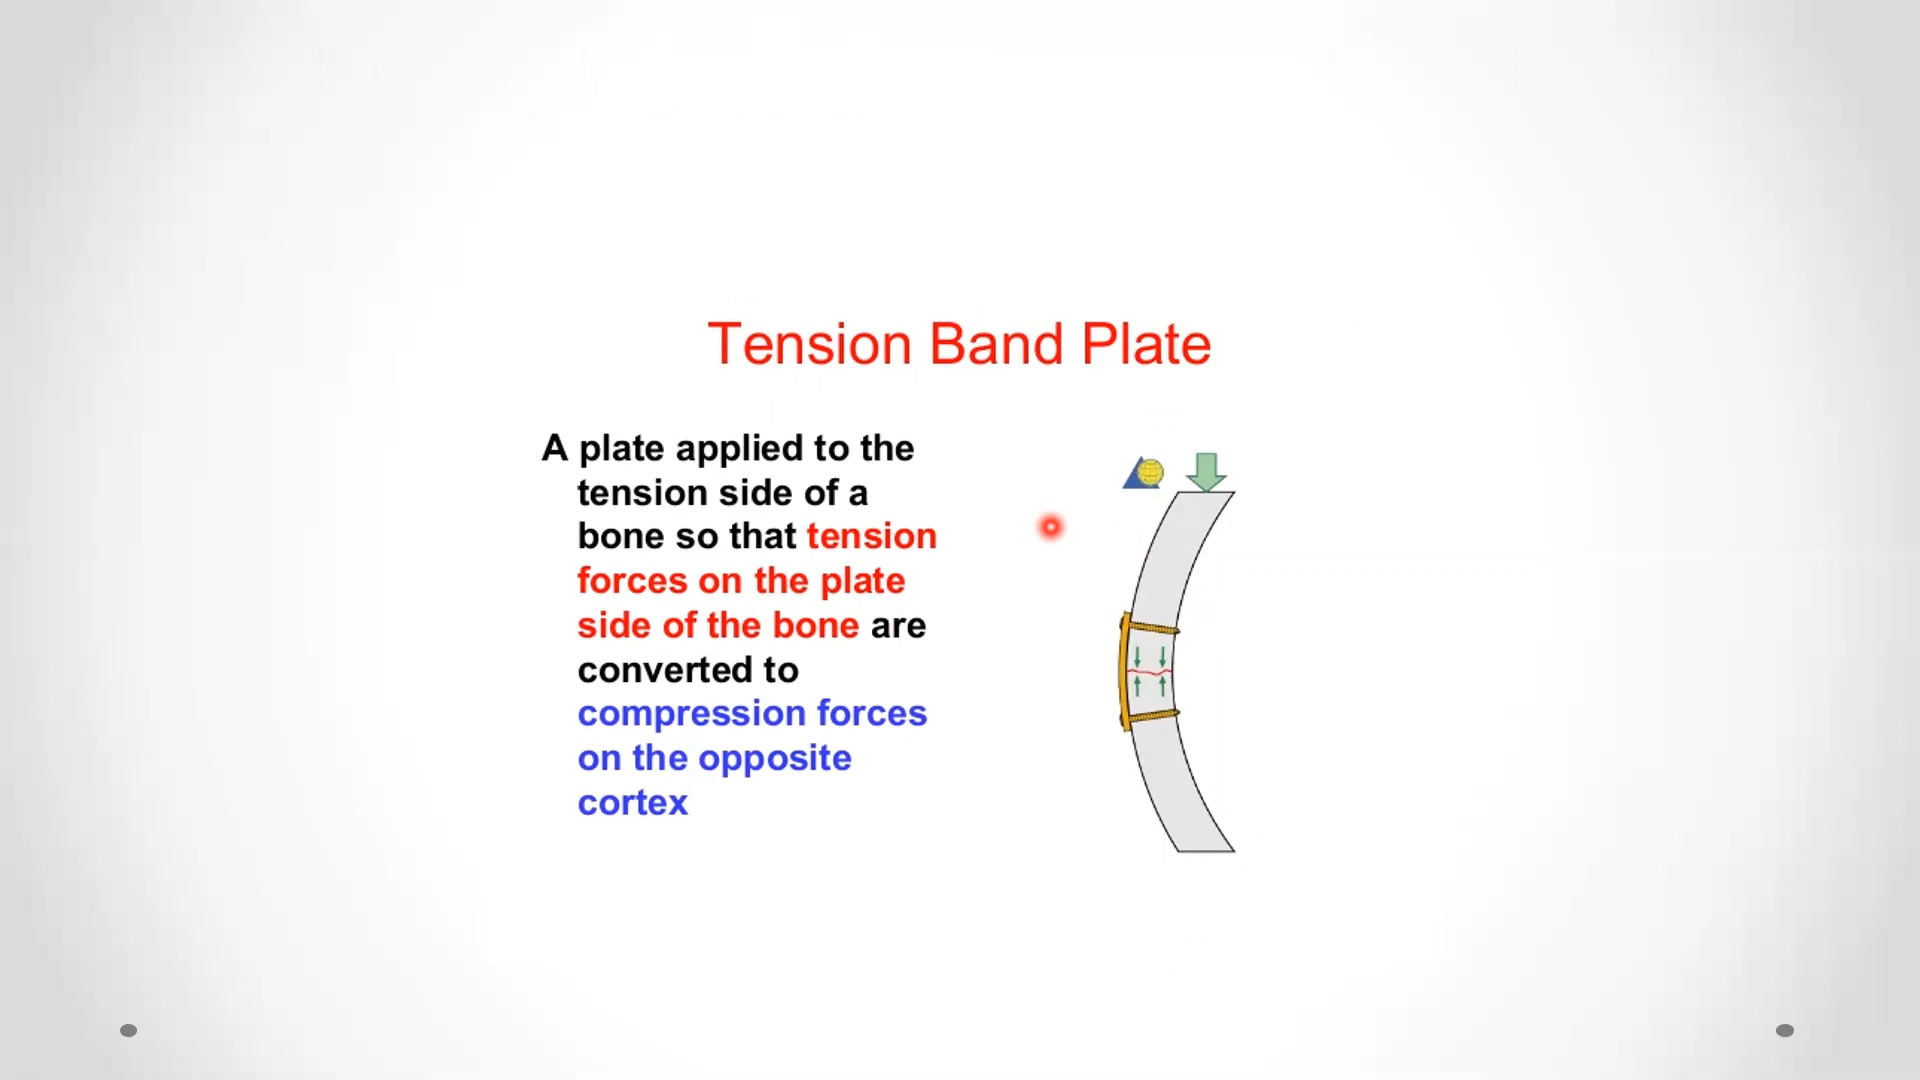 Tension Band Plate
A plate applied to the
tension side of a
bone so that tension
forces on the plate
side of the bone are
converted to
compression forces
on the opposite
cortex